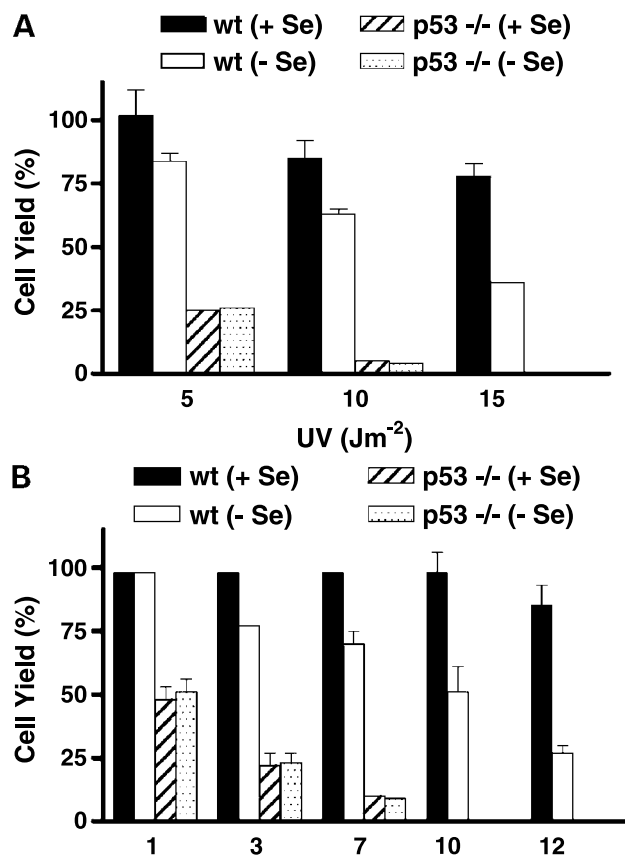 A
wt (+ Se) p53 -/- (+ Se)
wt (- Se) p53 -/- (- Se)
100
75
50
25
0
Cell Yield (%)
5 10 15
UV (Jm⁻²)
B
wt (+ Se) p53 -/- (+ Se)
wt (- Se) p53 -/- (- Se)
100
75
50
25
0
Cell Yield (%)
1 3 7 10 12